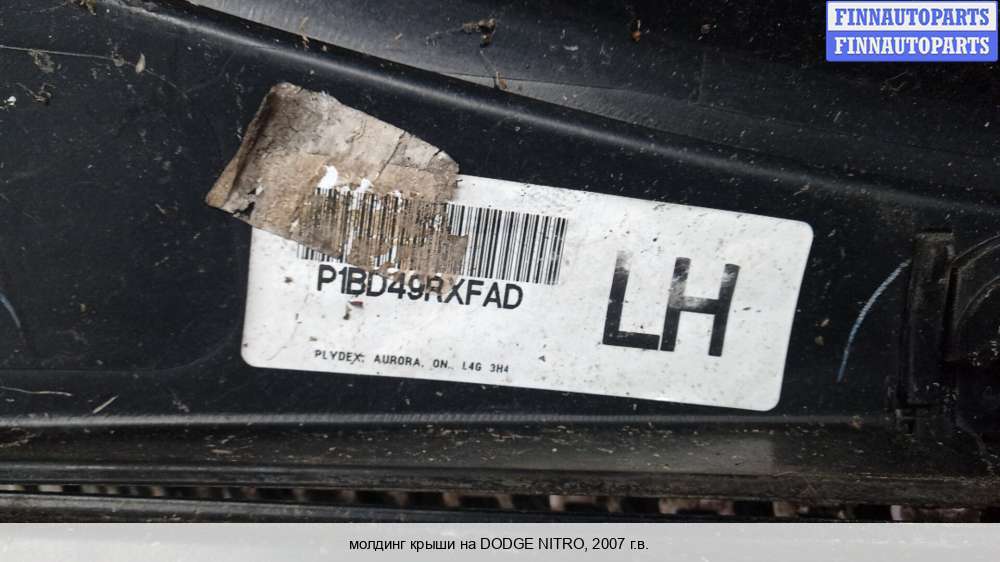 FINNAUTOPARTS
FINNAUTOPARTS
P1BD49RXFAD
LH
PLYDEX, AURORA, ON., L4G 3H4
молдинг крыши на DODGE NITRO, 2007 г.в.